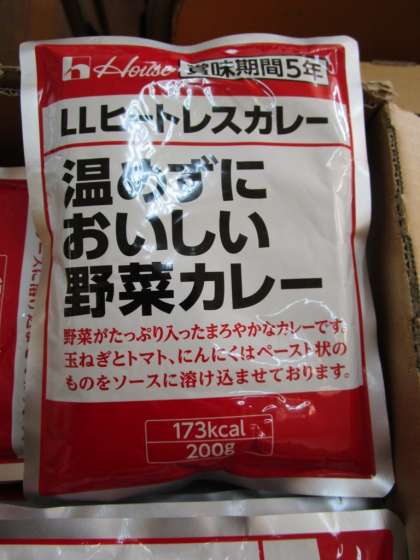 House 賞味期間5年
LLヒートレスカレー
温めずに
おいしい
野菜カレー
野菜がたっぷり入ったまろやかなカレーです。
玉ねぎとトマト、にんにくはペースト状の
ものをソースに溶け込ませております。
173kcal
200g